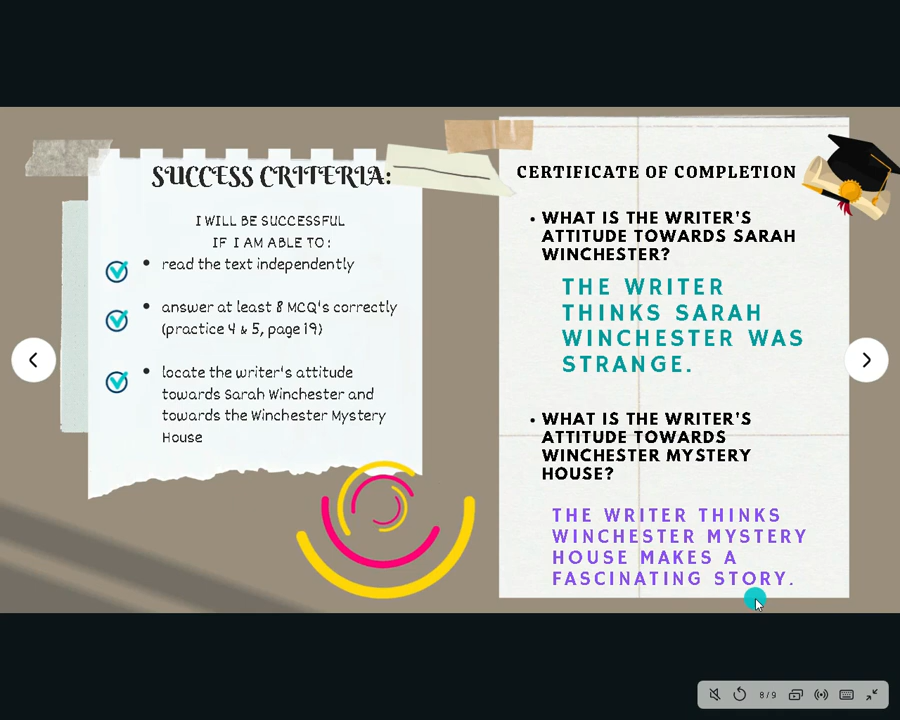 SUCCESS CRITERIA:
I WILL BE SUCCESSFUL
IF I AM ABLE TO:
• read the text independently
• answer at least 8 MCQ's correctly
(practice 4 & 5, page 19)
• locate the writer's attitude
towards Sarah Winchester and
towards the Winchester Mystery
House
CERTIFICATE OF COMPLETION
• WHAT IS THE WRITER'S
ATTITUDE TOWARDS SARAH
WINCHESTER?
THE WRITER
THINKS SARAH
WINCHESTER WAS
STRANGE.
• WHAT IS THE WRITER'S
ATTITUDE TOWARDS
WINCHESTER MYSTERY
HOUSE?
THE WRITER THINKS
WINCHESTER MYSTERY
HOUSE MAKES A
FASCINATING STORY.
8/9